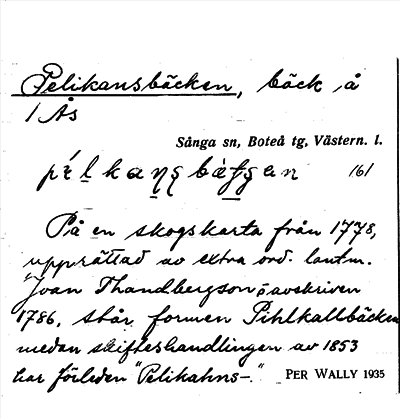 Pelikansbäcken, bäck å
1 Ås
Sånga sn, Boteå tg, Västern. l.
161
På en skogskarta från 1778,
upprättad av extra ord. lantm.
Joan Thandbergson, avskriven
1786, står formen Pihlkallbäcken
medan skifteshandlingen av 1853
har förleden "Pelikahns-." PER WALLY 1935